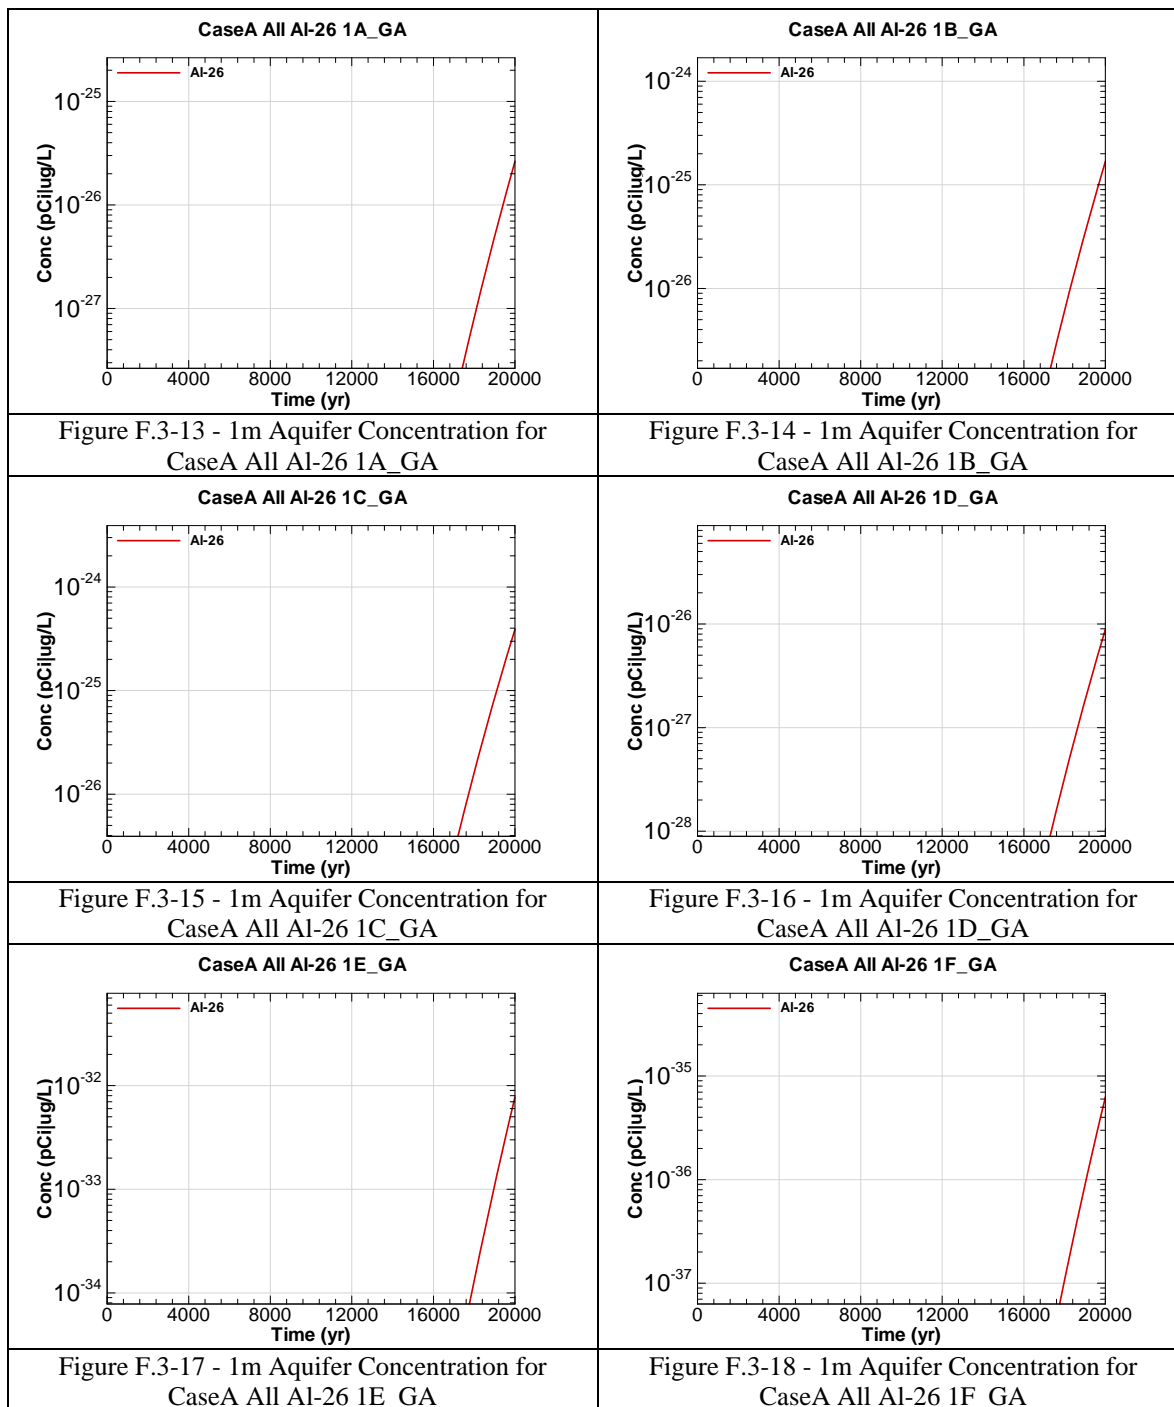 CaseA All Al-26 1A_GA
Al-26
10-25
10-26
10-27
Conc (pCi|ug/L)
0 4000 8000 12000 16000 20000
Time (yr)
Figure F.3-13 - 1m Aquifer Concentration for
CaseA All Al-26 1A_GA
CaseA All Al-26 1B_GA
Al-26
10-24
10-25
10-26
Conc (pCi|ug/L)
0 4000 8000 12000 16000 20000
Time (yr)
Figure F.3-14 - 1m Aquifer Concentration for
CaseA All Al-26 1B_GA
CaseA All Al-26 1C_GA
Al-26
10-24
10-25
10-26
Conc (pCi|ug/L)
0 4000 8000 12000 16000 20000
Time (yr)
Figure F.3-15 - 1m Aquifer Concentration for
CaseA All Al-26 1C_GA
CaseA All Al-26 1D_GA
Al-26
10-26
10-27
10-28
Conc (pCi|ug/L)
0 4000 8000 12000 16000 20000
Time (yr)
Figure F.3-16 - 1m Aquifer Concentration for
CaseA All Al-26 1D_GA
CaseA All Al-26 1E_GA
Al-26
10-32
10-33
10-34
Conc (pCi|ug/L)
0 4000 8000 12000 16000 20000
Time (yr)
Figure F.3-17 - 1m Aquifer Concentration for
CaseA All Al-26 1E_GA
CaseA All Al-26 1F_GA
Al-26
10-35
10-36
10-37
Conc (pCi|ug/L)
0 4000 8000 12000 16000 20000
Time (yr)
Figure F.3-18 - 1m Aquifer Concentration for
CaseA All Al-26 1F_GA